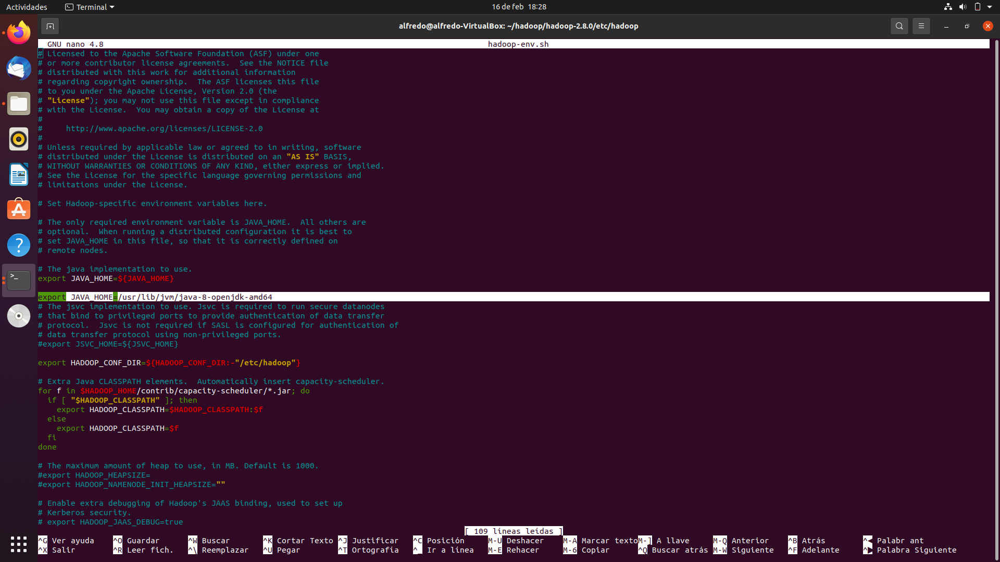 Actividades Terminal 16 de feb 18:28
alfredo@alfredo-VirtualBox: ~/hadoop/hadoop-2.8.0/etc/hadoop
GNU nano 4.8 hadoop-env.sh
# Licensed to the Apache Software Foundation (ASF) under one
# or more contributor license agreements.  See the NOTICE file
# distributed with this work for additional information
# regarding copyright ownership.  The ASF licenses this file
# to you under the Apache License, Version 2.0 (the
# "License"); you may not use this file except in compliance
# with the License.  You may obtain a copy of the License at
#
#     http://www.apache.org/licenses/LICENSE-2.0
#
# Unless required by applicable law or agreed to in writing, software
# distributed under the License is distributed on an "AS IS" BASIS,
# WITHOUT WARRANTIES OR CONDITIONS OF ANY KIND, either express or implied.
# See the License for the specific language governing permissions and
# limitations under the License.
# Set Hadoop-specific environment variables here.
# The only required environment variable is JAVA_HOME.  All others are
# optional.  When running a distributed configuration it is best to
# set JAVA_HOME in this file, so that it is correctly defined on
# remote nodes.
# The java implementation to use.
export JAVA_HOME=${JAVA_HOME}
export JAVA_HOME=/usr/lib/jvm/java-8-openjdk-amd64
# The jsvc implementation to use. Jsvc is required to run secure datanodes
# that bind to privileged ports to provide authentication of data transfer
# protocol.  Jsvc is not required if SASL is configured for authentication of
# data transfer protocol using non-privileged ports.
#export JSVC_HOME=${JSVC_HOME}
export HADOOP_CONF_DIR=${HADOOP_CONF_DIR:-"/etc/hadoop"}
# Extra Java CLASSPATH elements.  Automatically insert capacity-scheduler.
for f in $HADOOP_HOME/contrib/capacity-scheduler/*.jar; do
  if [ "$HADOOP_CLASSPATH" ]; then
    export HADOOP_CLASSPATH=$HADOOP_CLASSPATH:$f
  else
    export HADOOP_CLASSPATH=$f
  fi
done
# The maximum amount of heap to use, in MB. Default is 1000.
#export HADOOP_HEAPSIZE=
#export HADOOP_NAMENODE_INIT_HEAPSIZE=""
# Enable extra debugging of Hadoop's JAAS binding, used to set up
# Kerberos security.
# export HADOOP_JAAS_DEBUG=true
[ 109 líneas leídas ]
^G Ver ayuda ^O Guardar ^W Buscar ^K Cortar Texto ^J Justificar ^C Posición M-U Deshacer M-A Marcar texto M-] A llave M-Q Anterior ^B Atrás ^◀ Palabr ant
^X Salir ^R Leer fich. ^\ Reemplazar ^U Pegar ^T Ortografía ^_ Ir a línea M-E Rehacer M-6 Copiar ^Q Buscar atrás M-W Siguiente ^F Adelante ^▶ Palabra Siguiente